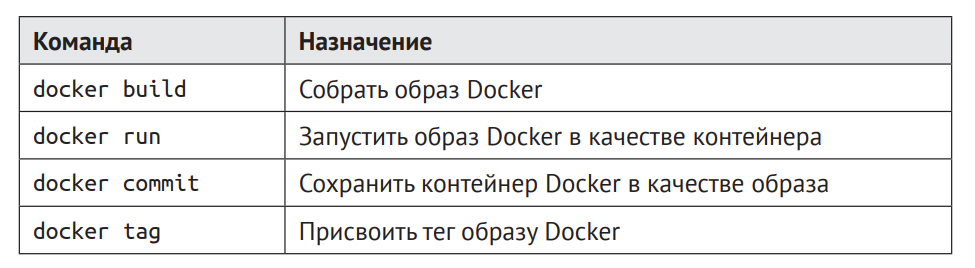 Команда Назначение
docker build Собрать образ Docker
docker run Запустить образ Docker в качестве контейнера
docker commit Сохранить контейнер Docker в качестве образа
docker tag Присвоить тег образу Docker